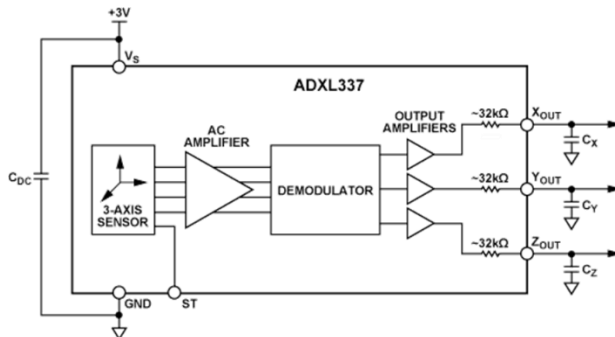 +3V
VS
ADXL337
OUTPUT
AMPLIFIERS
~32kΩ
XOUT
CX
AC
AMPLIFIER
CDC
3-AXIS
SENSOR
DEMODULATOR
~32kΩ
YOUT
CY
~32kΩ
ZOUT
CZ
GND
ST